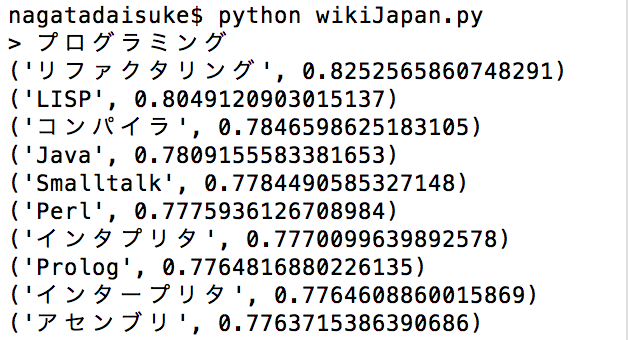 nagatadaisuke$ python wikiJapan.py
> プログラミング
('リファクタリング', 0.8252565860748291)
('LISP', 0.8049120903015137)
('コンパイラ', 0.7846598625183105)
('Java', 0.7809155583381653)
('Smalltalk', 0.7784490585327148)
('Perl', 0.7775936126708984)
('インタプリタ', 0.7770099639892578)
('Prolog', 0.7764816880226135)
('インタープリタ', 0.7764608860015869)
('アセンブリ', 0.7763715386390686)